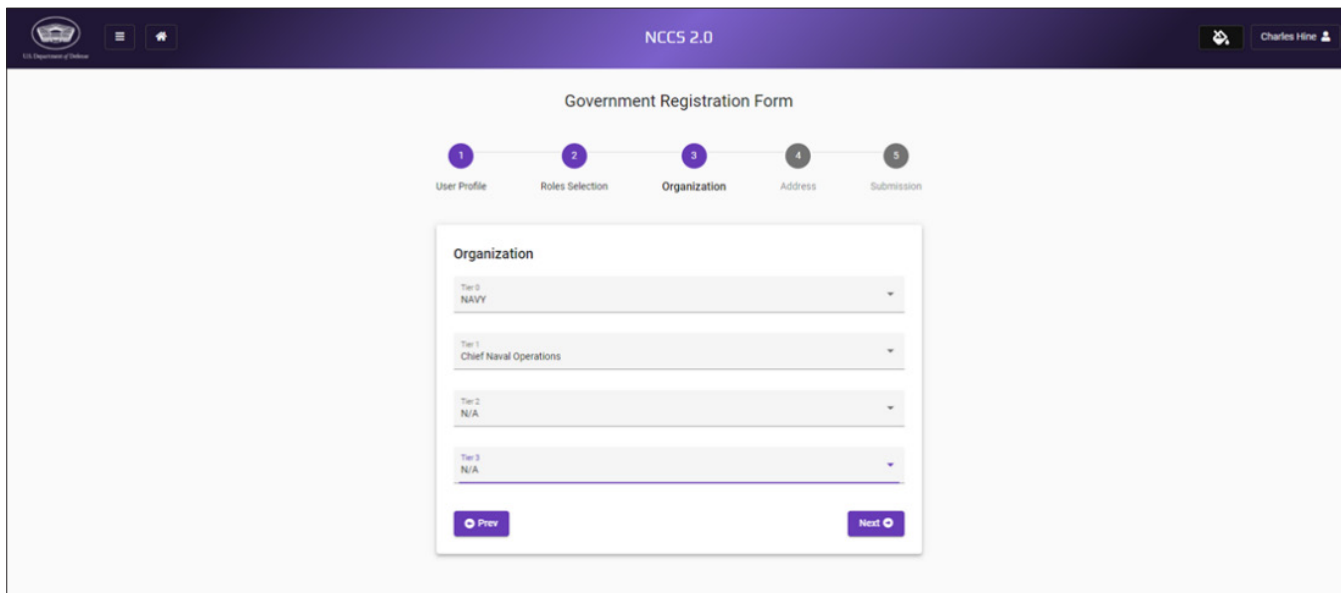 U.S. Department of Defense
NCCS 2.0
Charles Hine
Government Registration Form
1 2 3 4 5
User Profile Roles Selection Organization Address Submission
Organization
Tier 0
NAVY
Tier 1
Chief Naval Operations
Tier 2
N/A
Tier 3
N/A
Prev Next